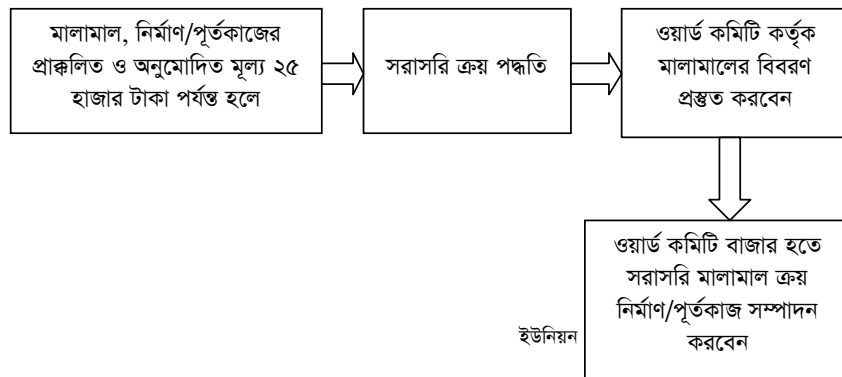 মালামাল, নির্মাণ/পূর্তকাজের
প্রাক্কলিত ও অনুমোদিত মূল্য ২৫
হাজার টাকা পর্যন্ত হলে
সরাসরি ক্রয় পদ্ধতি
ওয়ার্ড কমিটি কর্তৃক
মালামালের বিবরণ
প্রস্তুত করবেন
ওয়ার্ড কমিটি বাজার হতে
সরাসরি মালামাল ক্রয়
নির্মাণ/পূর্তকাজ সম্পাদন
করবেন
ইউনিয়ন